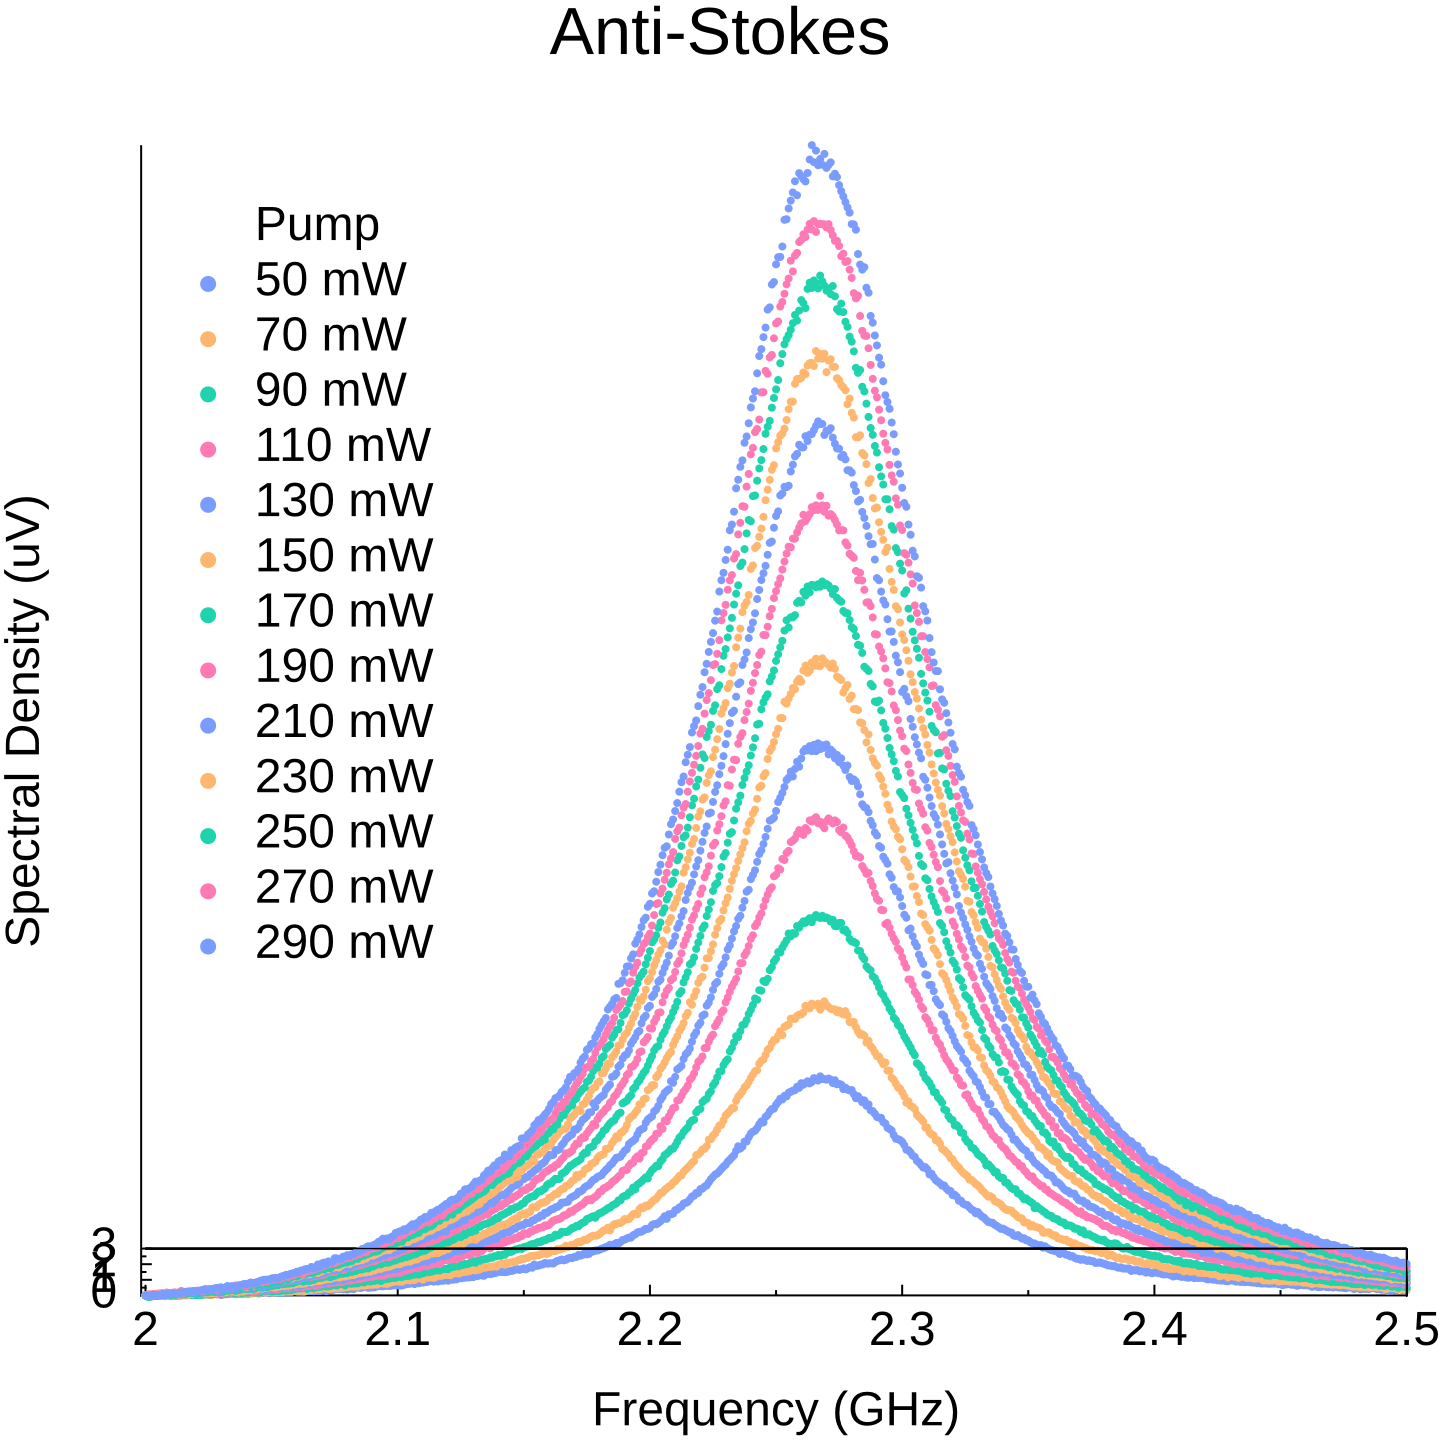 Anti-Stokes
Pump
50 mW
70 mW
90 mW
110 mW
130 mW
150 mW
170 mW
190 mW
210 mW
230 mW
250 mW
270 mW
290 mW
Spectral Density (uV)
3
2
1
0
2 2.1 2.2 2.3 2.4 2.5
Frequency (GHz)